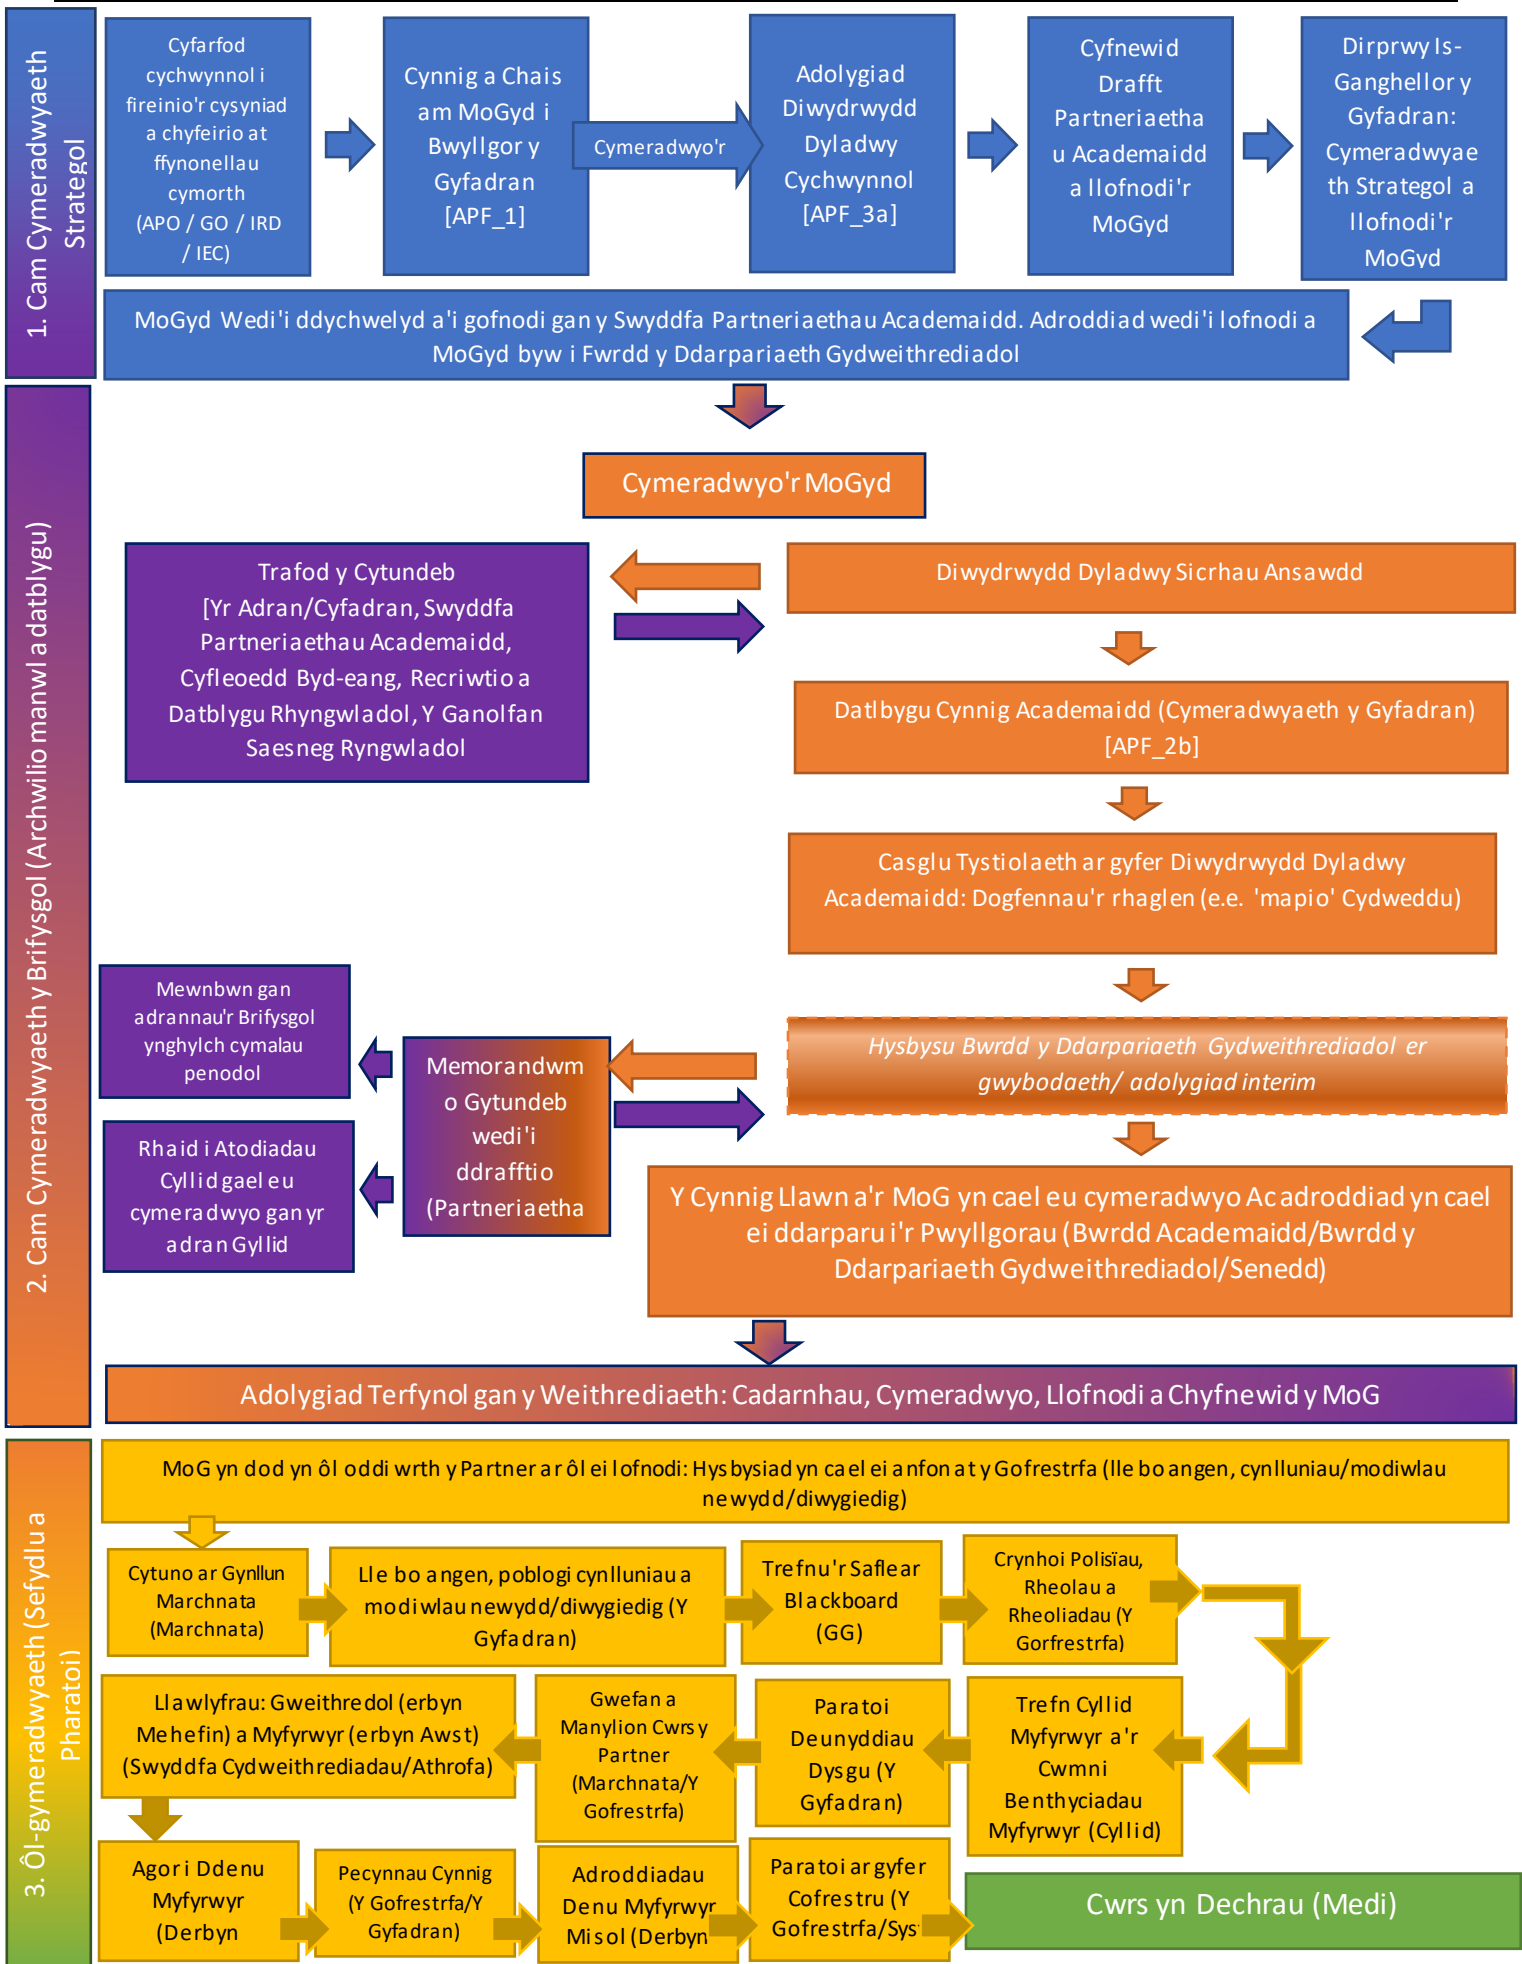 1. Cam Cymeradwyaeth
Strategol
Cyfarfod
cychwynnol i
fireinio'r cysyniad
a chyfeirio at
ffynonellau
cymorth
(APO / GO / IRD
/ IEC)
Cynnig a Chais
am MoGyd i
Bwyllgor y
Gyfadran
[APF_1]
Cymeradwyo'r
Adolygiad
Diwydrwydd
Dyladwy
Cychwynnol
[APF_3a]
Cyfnewid
Drafft
Partneriaetha
u Academaidd
a llofnodi'r
MoGyd
Dirprwy Is-
Ganghellor y
Gyfadran:
Cymeradwyae
th Strategol a
llofnodi'r
MoGyd
MoGyd Wedi'i ddychwelyd a'i gofnodi gan y Swyddfa Partneriaethau Academaidd. Adroddiad wedi'i lofnodi a
MoGyd byw i Fwrdd y Ddarpariaeth Gydweithrediadol
2. Cam Cymeradwyaeth y Brifysgol (Archwilio manwl a datblygu)
Cymeradwyo'r MoGyd
Trafod y Cytundeb
[Yr Adran/Cyfadran, Swyddfa
Partneriaethau Academaidd,
Cyfleoedd Byd-eang, Recriwtio a
Datblygu Rhyngwladol, Y Ganolfan
Saesneg Ryngwladol
Diwydrwydd Dyladwy Sicrhau Ansawdd
Datlbygu Cynnig Academaidd (Cymeradwyaeth y Gyfadran)
[APF_2b]
Casglu Tystiolaeth ar gyfer Diwydrwydd Dyladwy
Academaidd: Dogfennau'r rhaglen (e.e. 'mapio' Cydweddu)
Mewnbwn gan
adrannau'r Brifysgol
ynghylch cymalau
penodol
Rhaid i Atodiadau
Cyllid gael eu
cymeradwyo gan yr
adran Gyllid
Memorandwm
o Gytundeb
wedi'i
ddrafftio
(Partneriaetha
Hysbysu Bwrdd y Ddarpariaeth Gydweithrediadol er
gwybodaeth/ adolygiad interim
Y Cynnig Llawn a'r MoG yn cael eu cymeradwyo Ac adroddiad yn cael
ei ddarparu i'r Pwyllgorau (Bwrdd Academaidd/Bwrdd y
Ddarpariaeth Gydweithrediadol/Senedd)
Adolygiad Terfynol gan y Weithrediaeth: Cadarnhau, Cymeradwyo, Llofnodi a Chyfnewid y MoG
3. Ôl-gymeradwyaeth (Sefydlu a
Pharatoi)
MoG yn dod yn ôl oddi wrth y Partner ar ôl ei lofnodi: Hysbysiad yn cael ei anfon at y Gofrestrfa (lle bo angen, cynlluniau/modiwlau
newydd/diwygiedig)
Cytuno ar Gynllun
Marchnata
(Marchnata)
Lle bo angen, poblogi cynlluniau a
modiwlau newydd/diwygiedig (Y
Gyfadran)
Trefnu'r Saflear
Blackboard
(GG)
Crynhoi Polisïau,
Rheolau a
Rheoliadau (Y
Gorfrestrfa)
Llawlyfrau: Gweithredol (erbyn
Mehefin) a Myfyrwyr (erbyn Awst)
(Swyddfa Cydweithrediadau/Athrofa)
Gwefan a
Manylion Cwrs y
Partner
(Marchnata/Y
Gofrestrfa)
Paratoi
Deunyddiau
Dysgu (Y
Gyfadran)
Trefn Cyllid
Myfyrwyr a'r
Cwmni
Benthyciadau
Myfyrwyr (Cyllid)
Agor i Ddenu
Myfyrwyr
(Derbyn
Pecynnau Cynnig
(Y Gofrestrfa/Y
Gyfadran)
Adroddiadau
Denu Myfyrwyr
Misol (Derbyn
Paratoi ar gyfer
Cofrestru (Y
Gofrestrfa/Sys
Cwrs yn Dechrau (Medi)